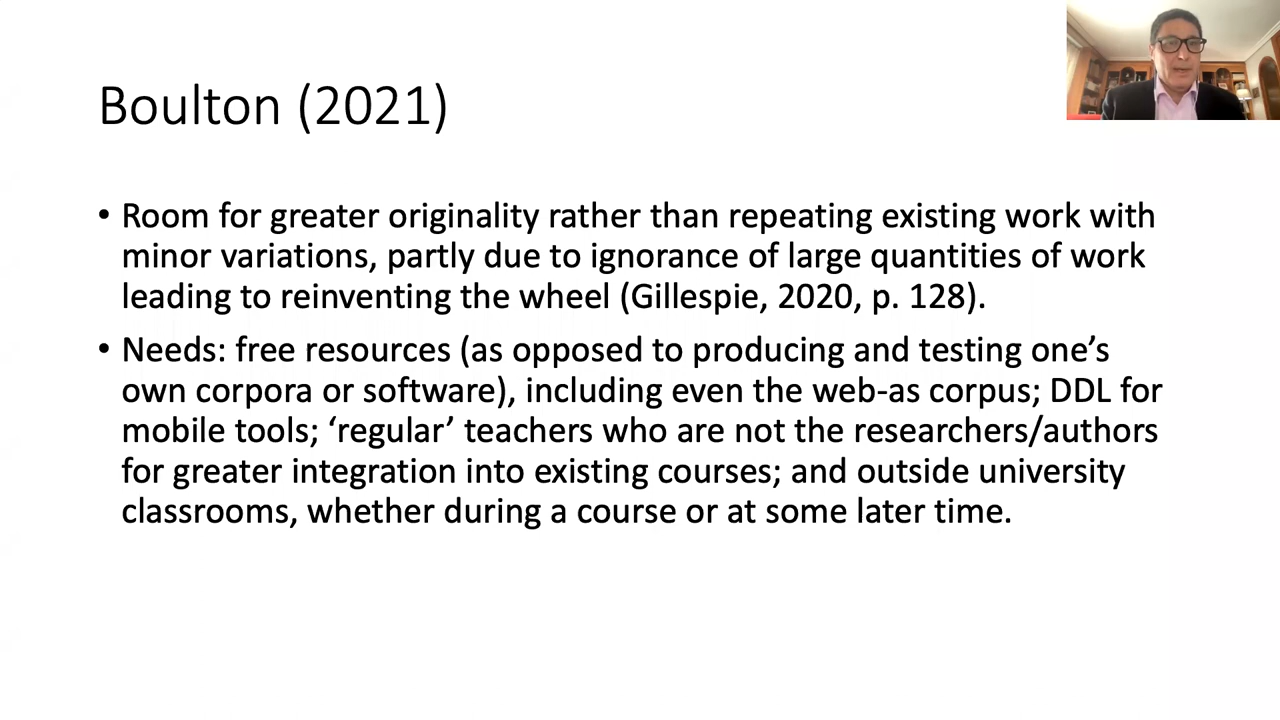 Boulton (2021)
• Room for greater originality rather than repeating existing work with
minor variations, partly due to ignorance of large quantities of work
leading to reinventing the wheel (Gillespie, 2020, p. 128).
• Needs: free resources (as opposed to producing and testing one’s
own corpora or software), including even the web-as corpus; DDL for
mobile tools; ‘regular’ teachers who are not the researchers/authors
for greater integration into existing courses; and outside university
classrooms, whether during a course or at some later time.